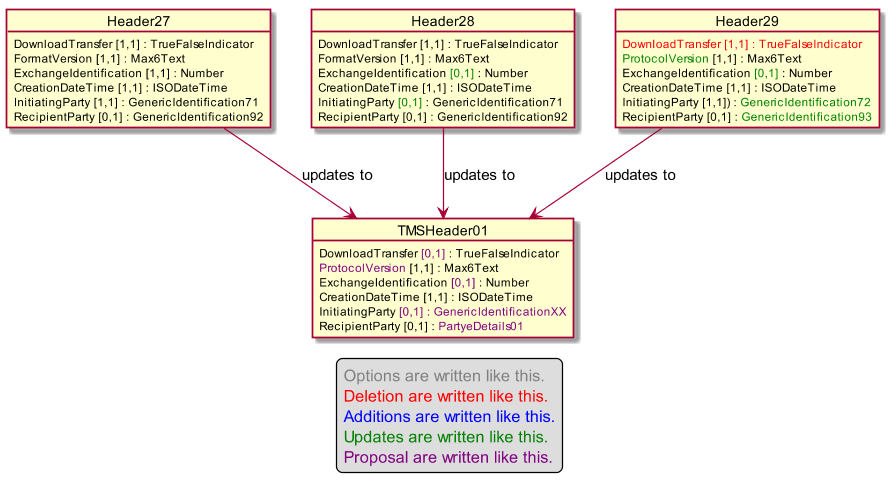 Header27
DownloadTransfer [1,1] : TrueFalseIndicator
FormatVersion [1,1] : Max6Text
ExchangeIdentification [1,1] : Number
CreationDateTime [1,1] : ISODateTime
InitiatingParty [1,1] : GenericIdentification71
RecipientParty [0,1] : GenericIdentification92
Header28
DownloadTransfer [1,1] : TrueFalseIndicator
FormatVersion [1,1] : Max6Text
ExchangeIdentification [0,1] : Number
CreationDateTime [1,1] : ISODateTime
InitiatingParty [0,1] : GenericIdentification71
RecipientParty [0,1] : GenericIdentification92
Header29
DownloadTransfer [1,1] : TrueFalseIndicator
ProtocolVersion [1,1] : Max6Text
ExchangeIdentification [0,1] : Number
CreationDateTime [1,1] : ISODateTime
InitiatingParty [1,1]) : GenericIdentification72
RecipientParty [0,1] : GenericIdentification93
updates to
updates to
updates to
TMSHeader01
DownloadTransfer [0,1] : TrueFalseIndicator
ProtocolVersion [1,1] : Max6Text
ExchangeIdentification [0,1] : Number
CreationDateTime [1,1] : ISODateTime
InitiatingParty [0,1] : GenericIdentificationXX
RecipientParty [0,1] : PartyeDetails01
Options are written like this.
Deletion are written like this.
Additions are written like this.
Updates are written like this.
Proposal are written like this.